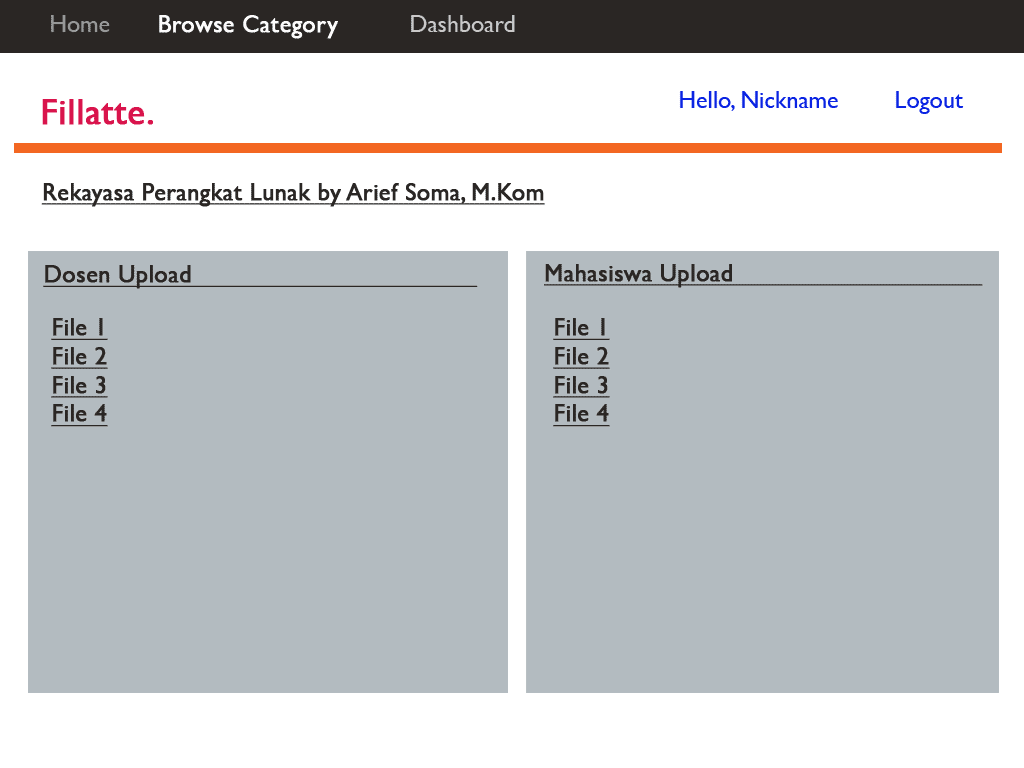 Home Browse Category Dashboard
Fillatte. Hello, Nickname Logout
Rekayasa Perangkat Lunak by Arief Soma, M.Kom
Dosen Upload
File 1
File 2
File 3
File 4
Mahasiswa Upload
File 1
File 2
File 3
File 4